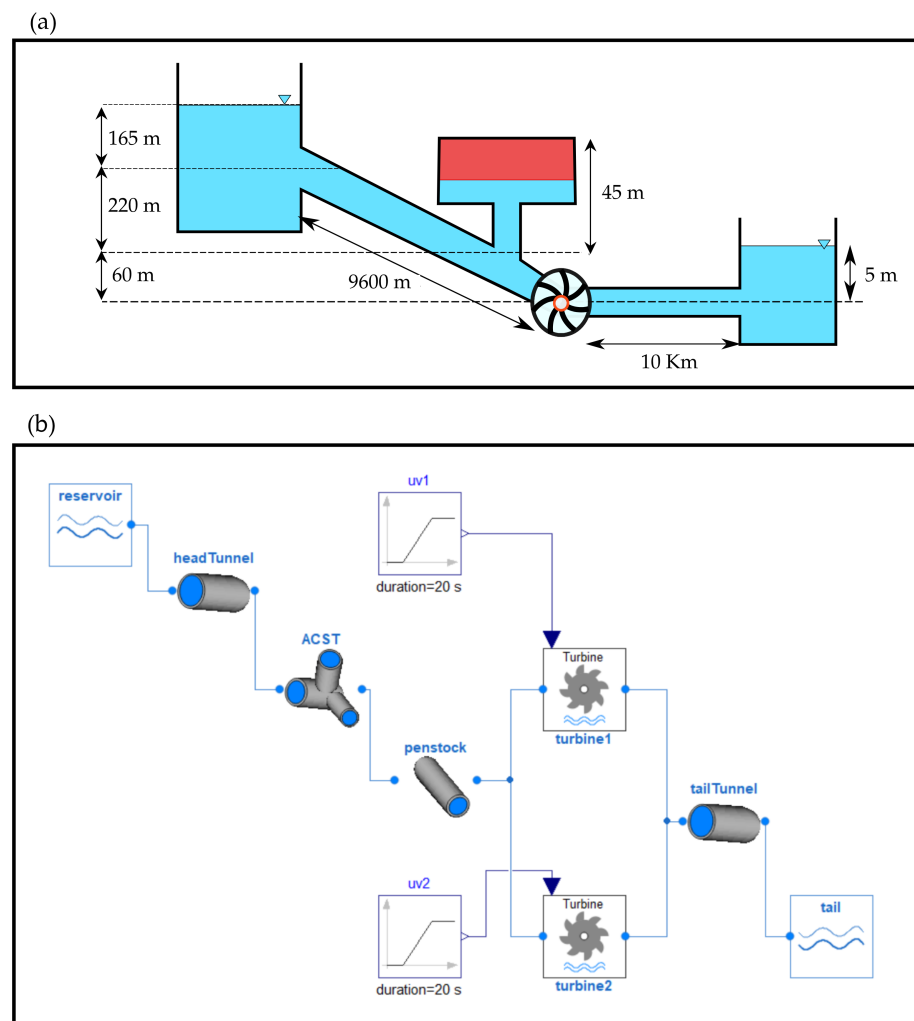 (a)
165 m
220 m
60 m
9600 m
45 m
5 m
10 Km
(b)
reservoir
headTunnel
ACST
penstock
uv1
duration=20 s
Turbine
turbine1
tailTunnel
uv2
duration=20 s
Turbine
turbine2
tail